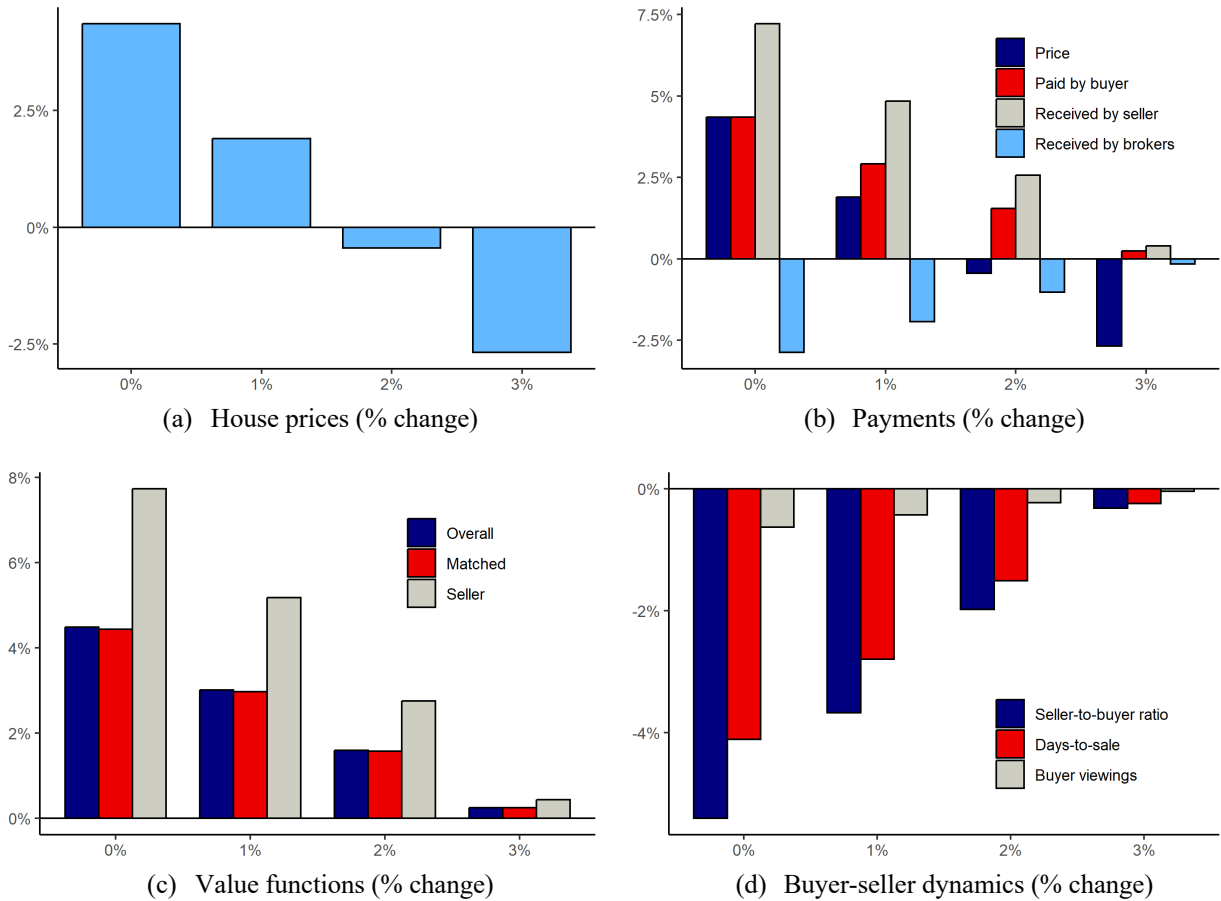 2.5%
0%
-2.5%
0% 1% 2% 3%
(a) House prices (% change)
7.5%
5%
2.5%
0%
-2.5%
Price
Paid by buyer
Received by seller
Received by brokers
0% 1% 2% 3%
(b) Payments (% change)
8%
6%
4%
2%
0%
Overall
Matched
Seller
0% 1% 2% 3%
(c) Value functions (% change)
0%
-2%
-4%
Seller-to-buyer ratio
Days-to-sale
Buyer viewings
0% 1% 2% 3%
(d) Buyer-seller dynamics (% change)